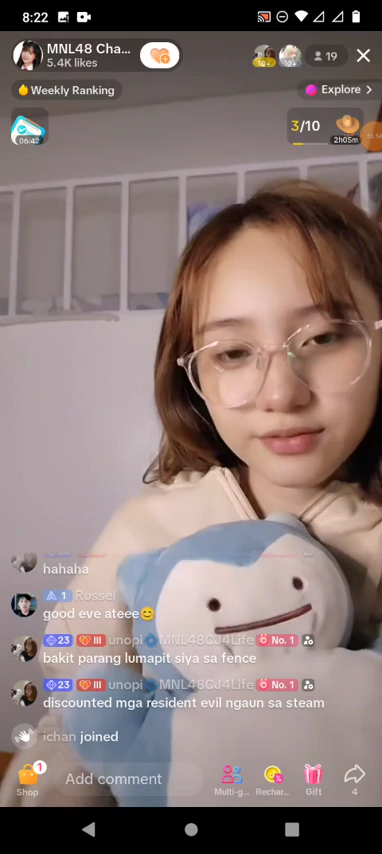 8:22
MNL48 Cha...
5.4K likes
19
Weekly Ranking
Explore >
06:42
3/10
2h05m
hahaha
1 Russel
good eve ateee😊
23 III unopi MNL48CJ4Life No. 1
bakit parang lumapit siya sa fence
23 III unopi MNL48CJ4Life No. 1
discounted mga resident evil ngaun sa steam
ichan joined
1
Shop
Add comment
Multi-g...
Rechar...
Gift
4